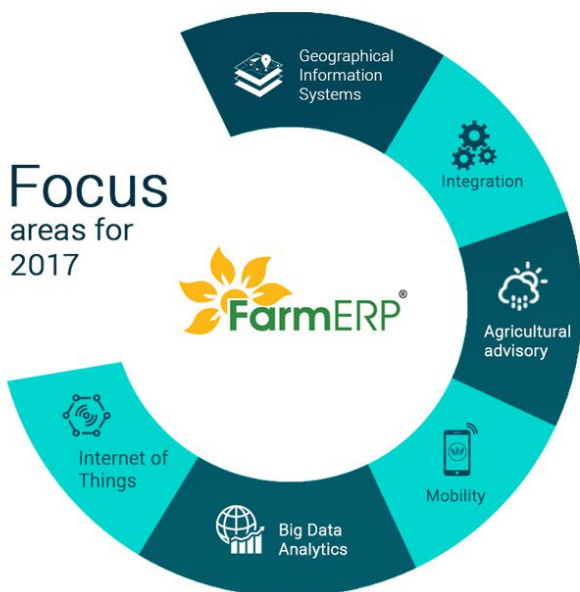 Focus
areas for
2017
Geographical
Information
Systems
Integration
Agricultural
advisory
Mobility
Big Data
Analytics
Internet of
Things
FarmERP®